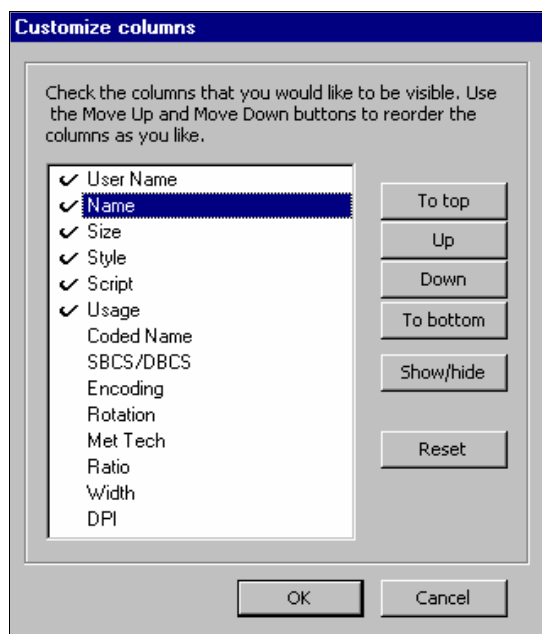 Customize columns
Check the columns that you would like to be visible. Use
the Move Up and Move Down buttons to reorder the
columns as you like.
User Name
Name
Size
Style
Script
Usage
Coded Name
SBCS/DBCS
Encoding
Rotation
Met Tech
Ratio
Width
DPI
To top
Up
Down
To bottom
Show/hide
Reset
OK
Cancel